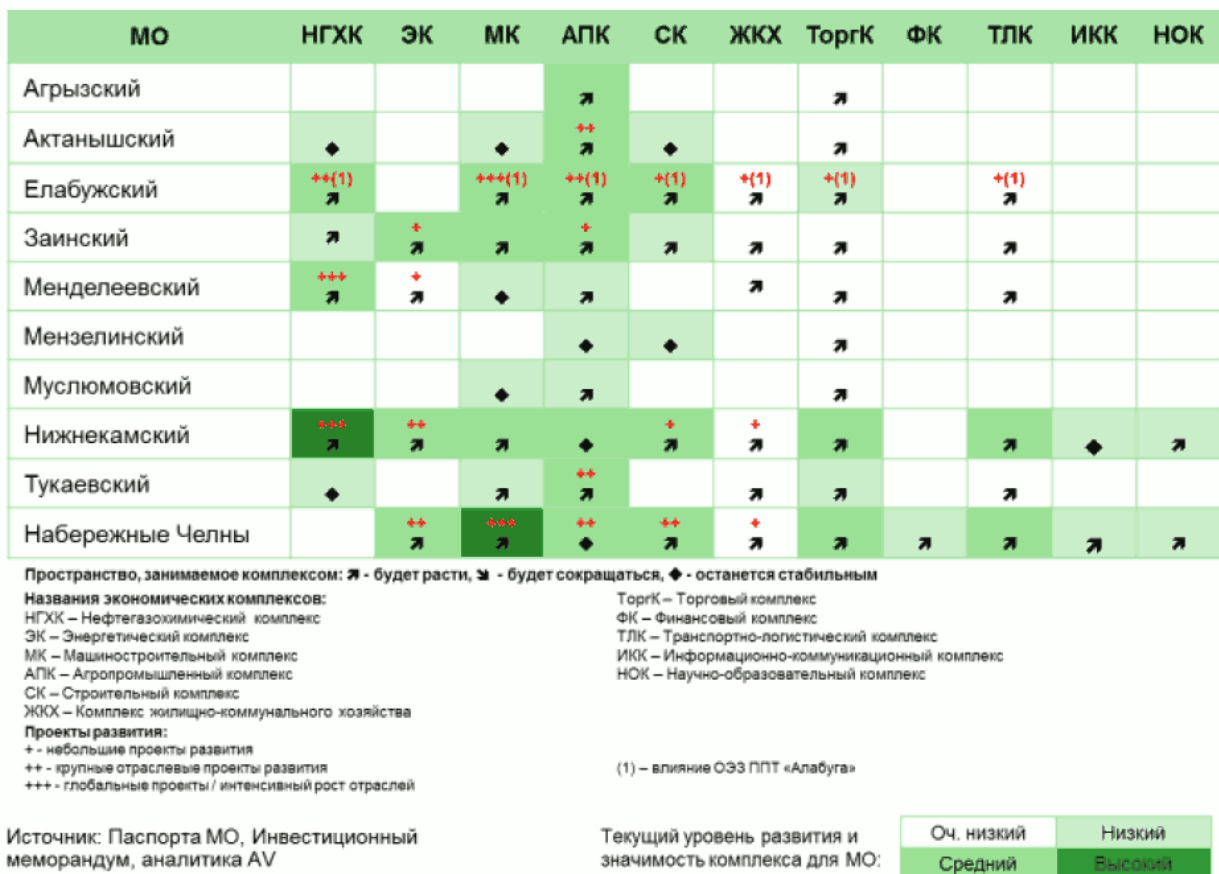 МО НГХК ЭК МК АПК СК ЖКХ ТоргК ФК ТЛК ИКК НОК
Агрызский ↗ ↗
Актанышский ◆ ◆ ++ ↗ ◆ ↗
Елабужский ++(1) ↗ +++(1) ↗ ++(1) ↗ +(1) ↗ +(1) ↗ +(1) ↗ +(1) ↗
Заинский ↗ + ↗ ↗ + ↗ ↗ ↗ ↗ ↗
Менделеевский +++ ↗ + ↗ ◆ ↗ ↗ ↗ ↗
Мензелинский ◆ ◆ ↗
Муслюмовский ◆ ↗ ↗
Нижнекамский +++ ↗ ++ ↗ ↗ ◆ + ↗ + ↗ ↗ ↗ ◆ ↗
Тукаевский ◆ ↗ ++ ↗ ↗ ↗ ↗
Набережные Челны ++ ↗ +++ ↗ ++ ◆ ++ ↗ + ↗ ↗ ↗ ↗ ↗ ↗
Пространство, занимаемое комплексом: ↗ - будет расти, ↘ - будет сокращаться, ◆ - останется стабильным
Названия экономических комплексов:
НГХК – Нефтегазохимический комплекс
ЭК – Энергетический комплекс
МК – Машиностроительный комплекс
АПК – Агропромышленный комплекс
СК – Строительный комплекс
ЖКХ – Комплекс жилищно-коммунального хозяйства
ТоргК – Торговый комплекс
ФК – Финансовый комплекс
ТЛК – Транспортно-логистический комплекс
ИКК – Информационно-коммуникационный комплекс
НОК – Научно-образовательный комплекс
Проекты развития:
+ - небольшие проекты развития
++ - крупные отраслевые проекты развития
+++ - глобальные проекты / интенсивный рост отраслей
(1) – влияние ОЭЗ ППТ «Алабуга»
Источник: Паспорта МО, Инвестиционный
меморандум, аналитика AV
Текущий уровень развития и
значимость комплекса для МО:
Оч. низкий Низкий
Средний Высокий